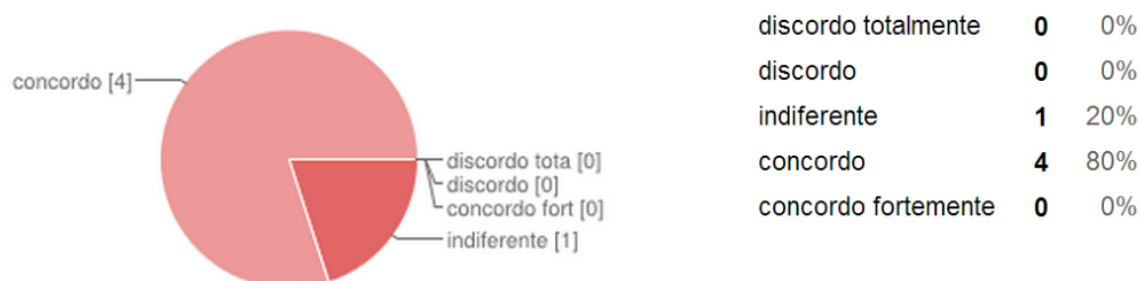 concordo [4]
discordo tota [0]
discordo [0]
concordo fort [0]
indiferente [1]
discordo totalmente 0 0%
discordo 0 0%
indiferente 1 20%
concordo 4 80%
concordo fortemente 0 0%